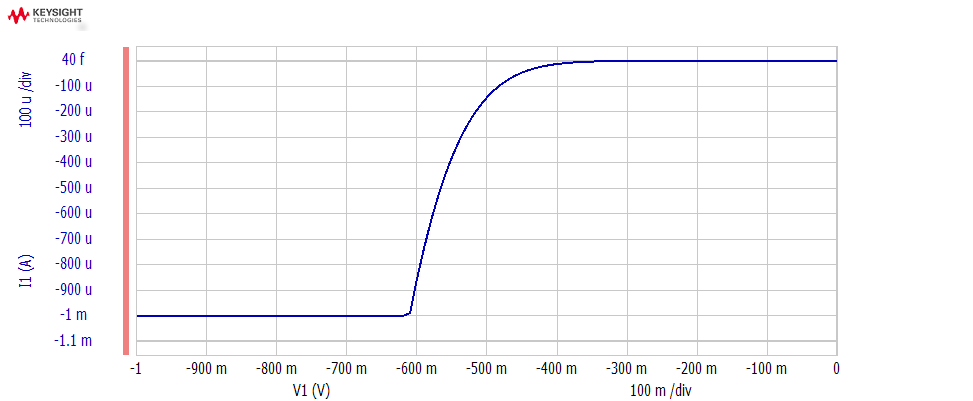 KEYSIGHT
TECHNOLOGIES
100 u /div
I1 (A)
40 f
-100 u
-200 u
-300 u
-400 u
-500 u
-600 u
-700 u
-800 u
-900 u
-1 m
-1.1 m
-1 -900 m -800 m -700 m -600 m -500 m -400 m -300 m -200 m -100 m 0
V1 (V) 100 m /div